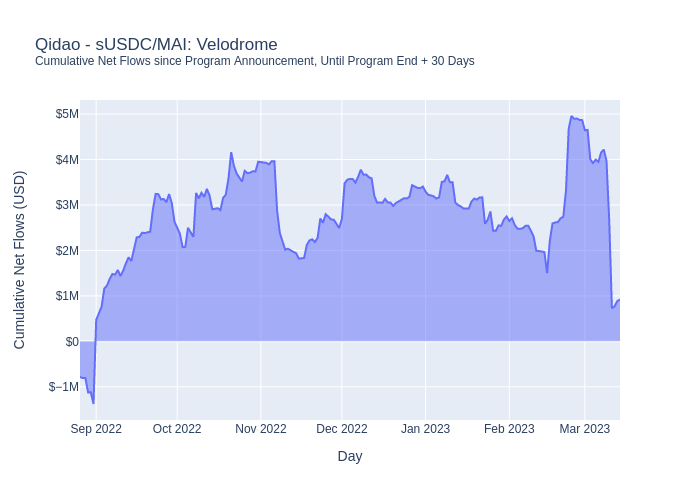 Qidao - sUSDC/MAI: Velodrome
Cumulative Net Flows since Program Announcement, Until Program End + 30 Days
Cumulative Net Flows (USD)
$5M
$4M
$3M
$2M
$1M
$0
$−1M
Sep 2022 Oct 2022 Nov 2022 Dec 2022 Jan 2023 Feb 2023 Mar 2023
Day